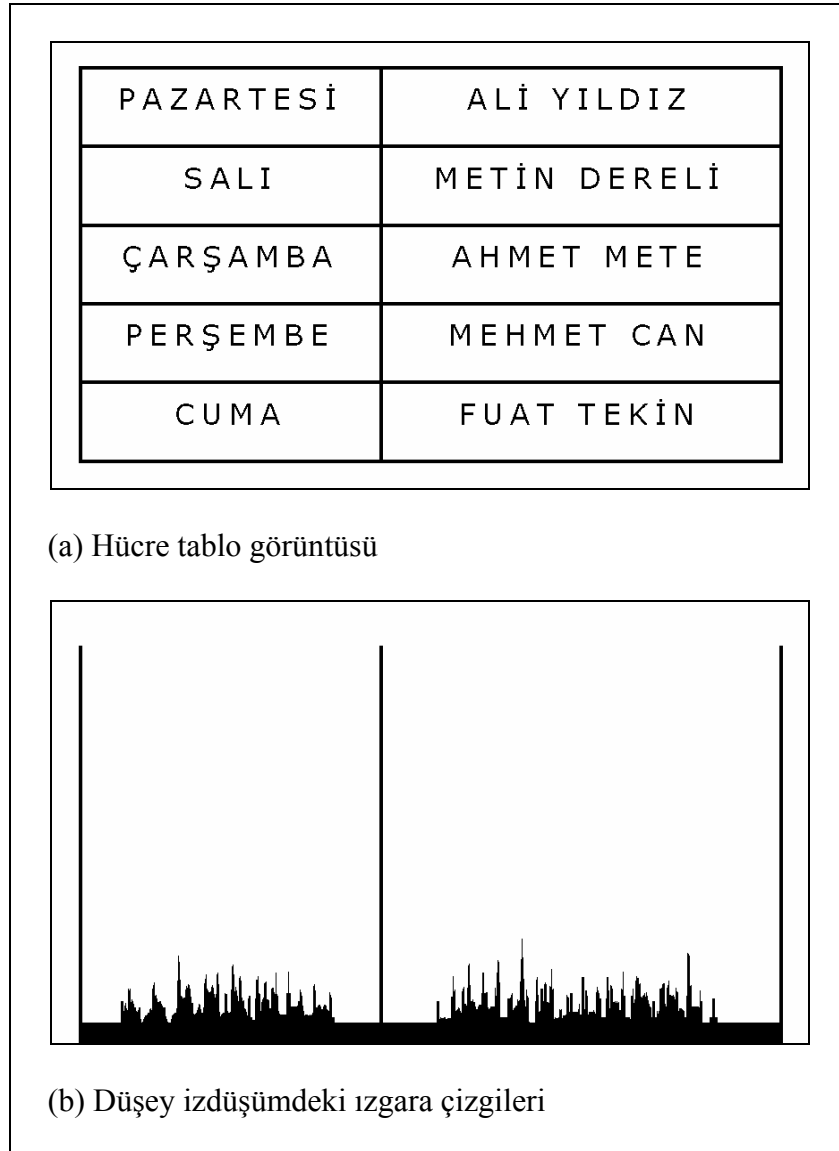 PAZARTESİ ALİ YILDIZ
SALI METİN DERELİ
ÇARŞAMBA AHMET METE
PERŞEMBE MEHMET CAN
CUMA FUAT TEKİN
(a) Hücre tablo görüntüsü
(b) Düşey izdüşümdeki ızgara çizgileri